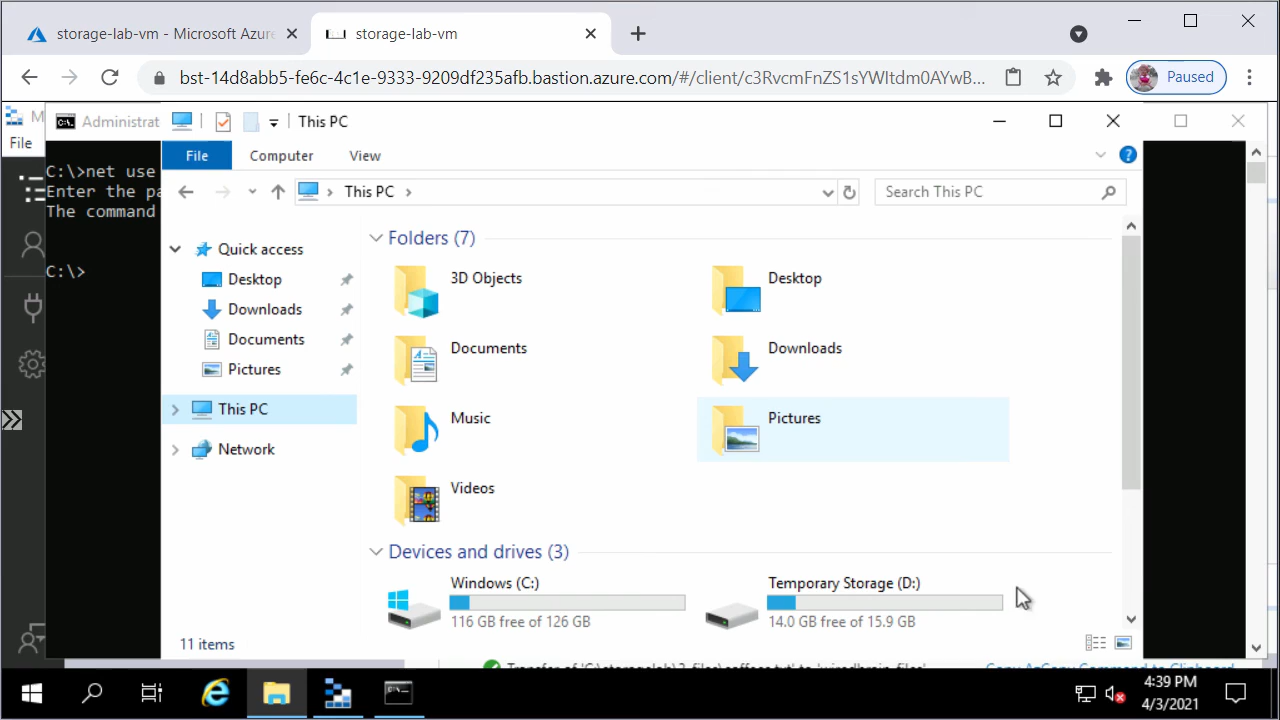 storage-lab-vm - Microsoft Azure
storage-lab-vm
bst-14d8abb5-fe6c-4c1e-9333-9209df235afb.bastion.azure.com/#/client/c3RvcmFnZS1sYWItdm0AYwB...
Paused
M
Administrat
This PC
File
File
Computer
View
C:\>net use
Enter the pa
The command
C:\>
This PC
Search This PC
Quick access
Desktop
Downloads
Documents
Pictures
This PC
Network
Folders (7)
3D Objects
Desktop
Documents
Downloads
Music
Pictures
Videos
Devices and drives (3)
Windows (C:)
116 GB free of 126 GB
Temporary Storage (D:)
14.0 GB free of 15.9 GB
11 items
4:39 PM
4/3/2021